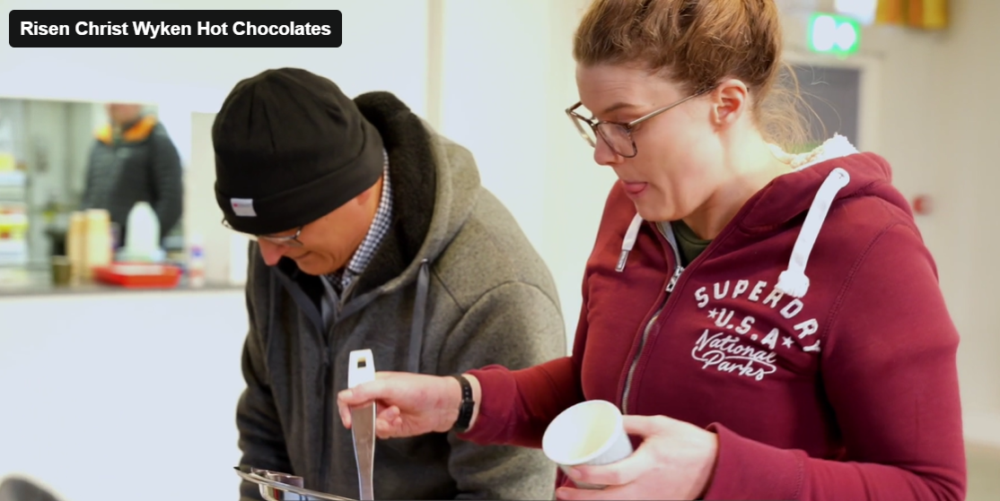 Risen Christ Wyken Hot Chocolates
SUPERDRY
U.S.A
National
Parks